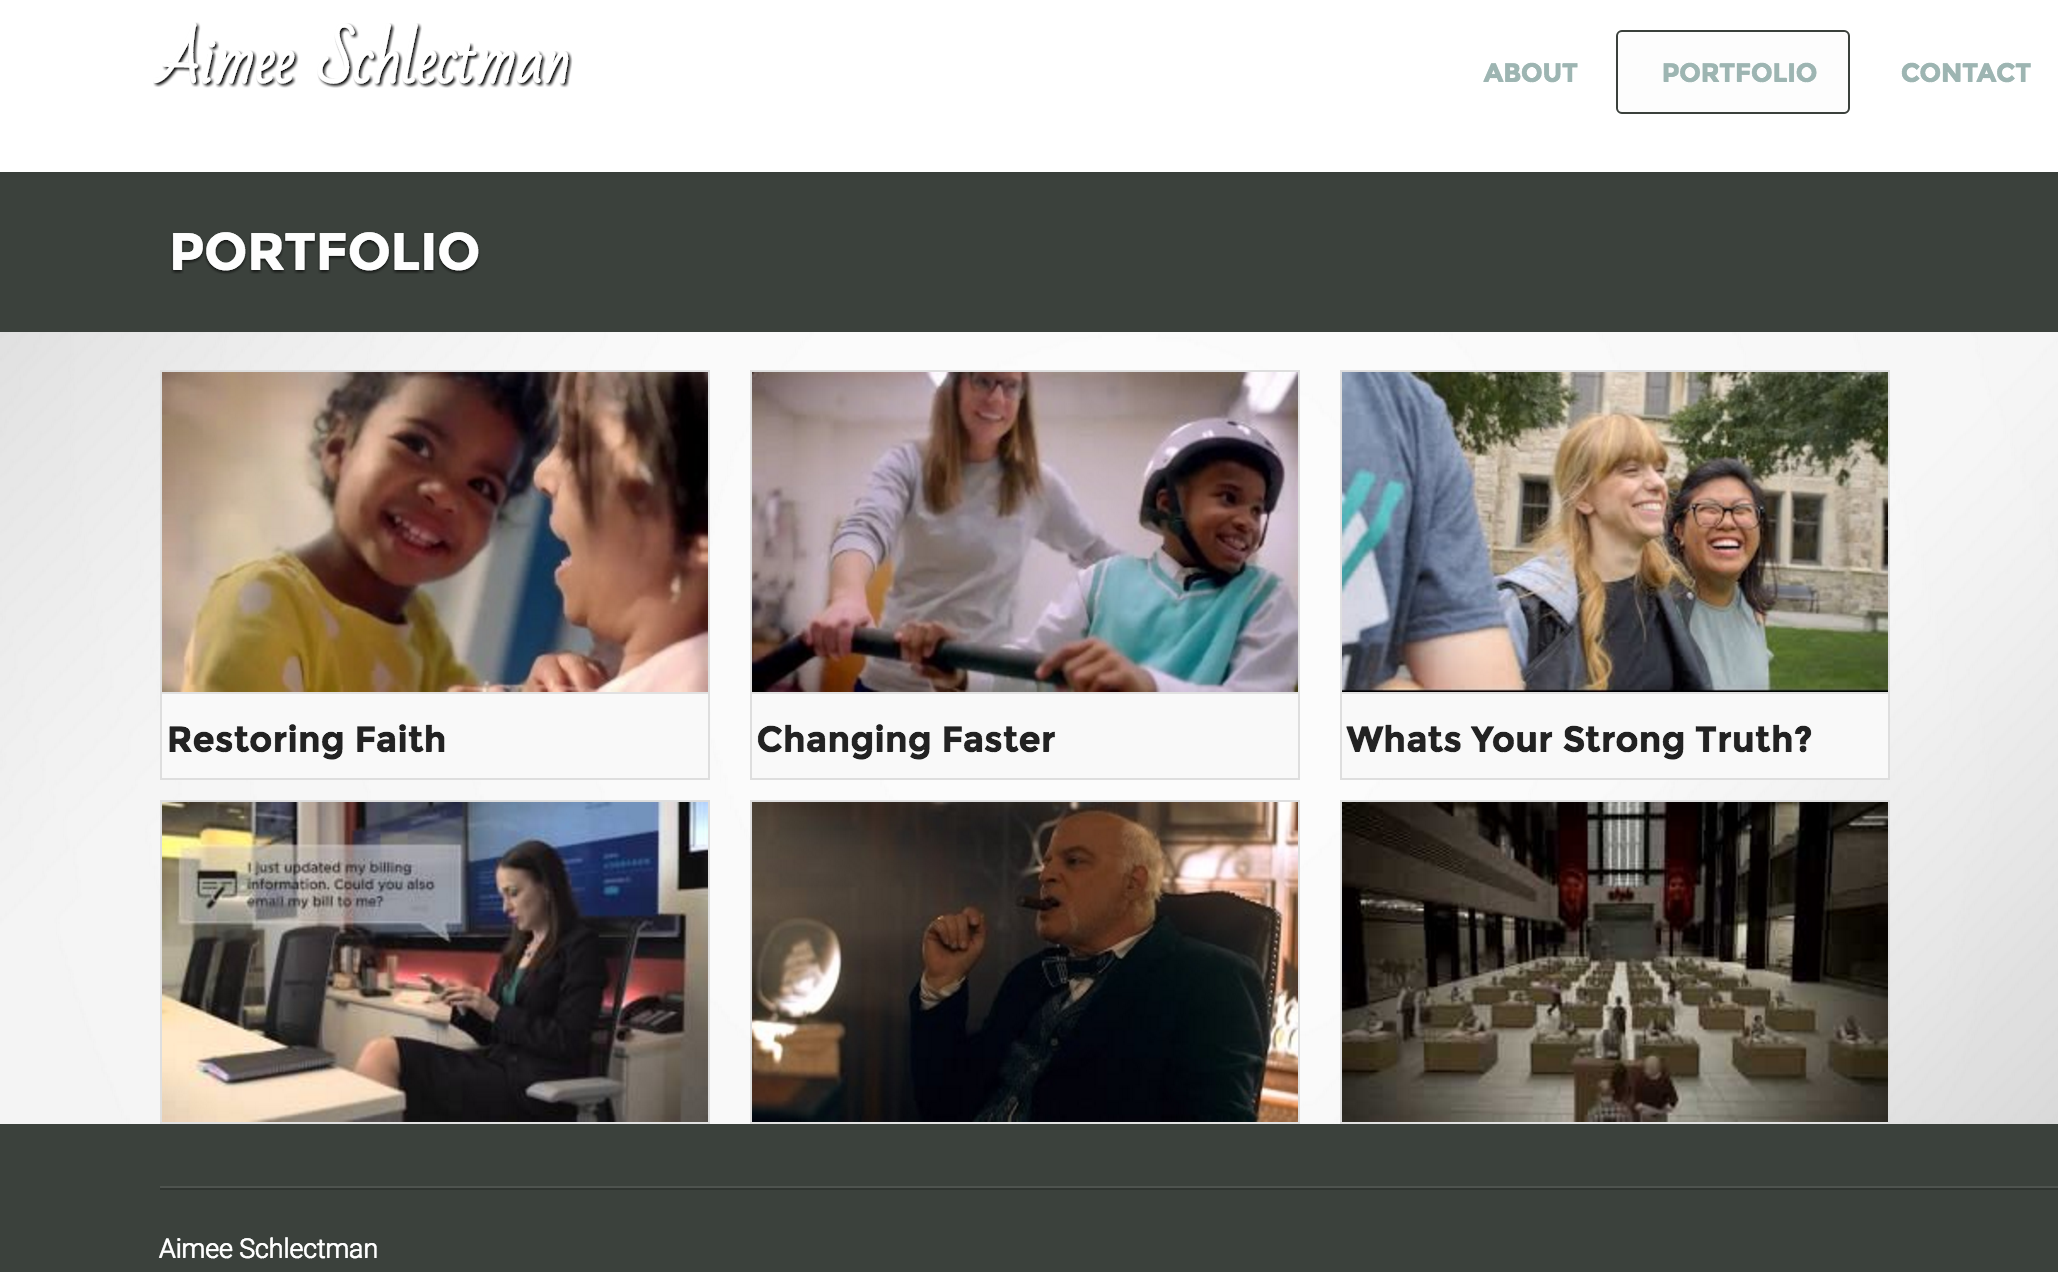 Aimee Schlectman
ABOUT PORTFOLIO CONTACT
PORTFOLIO
Restoring Faith
Changing Faster
Whats Your Strong Truth?
I just updated my billing
information. Could you also
email my bill to me?
Aimee Schlectman